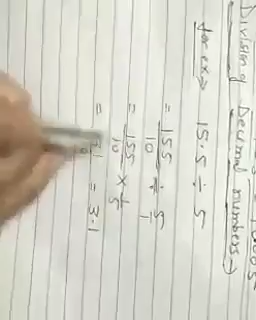 Division of Decimal numbers →
for ex → 15.5 ÷ 5
= 155/10 ÷ 5/1
= 155/10 × 1/5
= 31 = 3.1